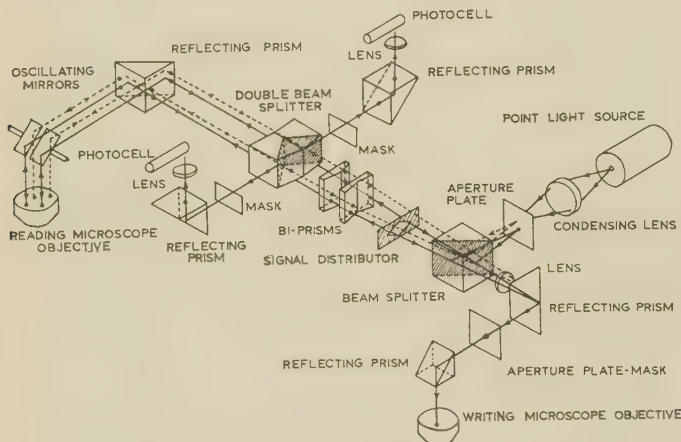 PHOTOCELL
LENS
REFLECTING PRISM
REFLECTING PRISM
OSCILLATING
MIRRORS
DOUBLE BEAM
SPLITTER
POINT LIGHT SOURCE
PHOTOCELL
MASK
LENS
APERTURE
PLATE
MASK
CONDENSING LENS
READING MICROSCOPE
OBJECTIVE
REFLECTING
PRISM
BI-PRISMS
SIGNAL DISTRIBUTOR
LENS
BEAM SPLITTER
REFLECTING PRISM
REFLECTING PRISM
APERTURE PLATE-MASK
WRITING MICROSCOPE OBJECTIVE